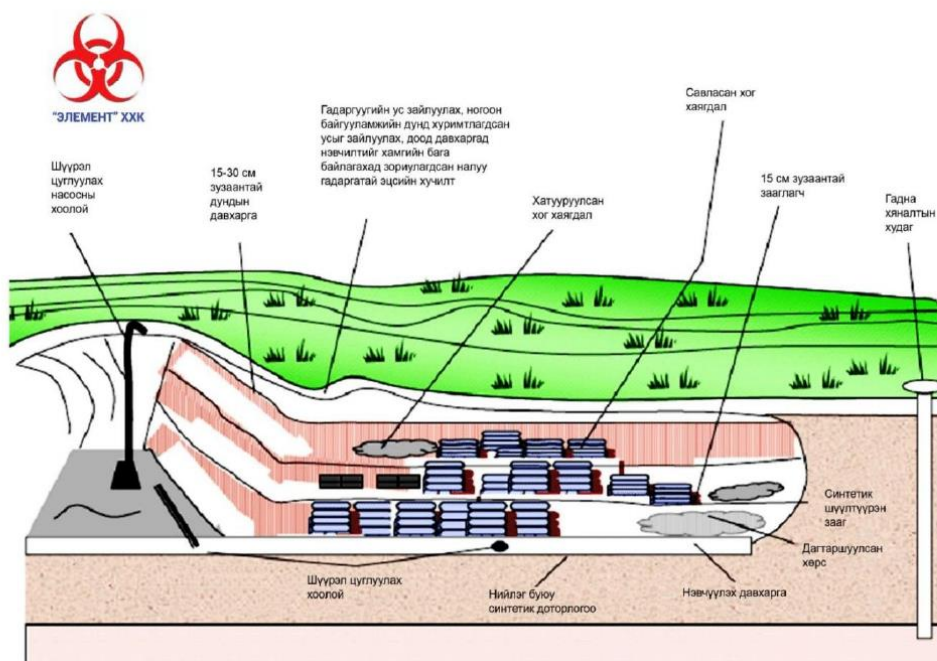 "ЭЛЕМЕНТ" ХХК
Шүүрэл
цуглуулах
насосны
хоолой
15-30 см
зузаантай
дундын
давхарга
Гадаргуугийн ус зайлуулах, ногоон
байгууламжийн дунд хуримтлагдсан
усыг зайлуулах, доод давхаргад
нэвчилтийг хамгийн бага
байлагахад зориулагдсан налуу
гадаргатай эцсийн хучилт
Хатууруулсан
хог хаягдал
Савласан хог
хаягдал
15 см зузаантай
зааглагч
Гадна
хяналтын
худаг
Синтетик
шүүлтүүрэн
зааг
Дагтаршуулсан
хөрс
Шүүрэл цуглуулах
хоолой
Нийлэг буюу
синтетик доторлогоо
Нэвчүүлэх давхарга